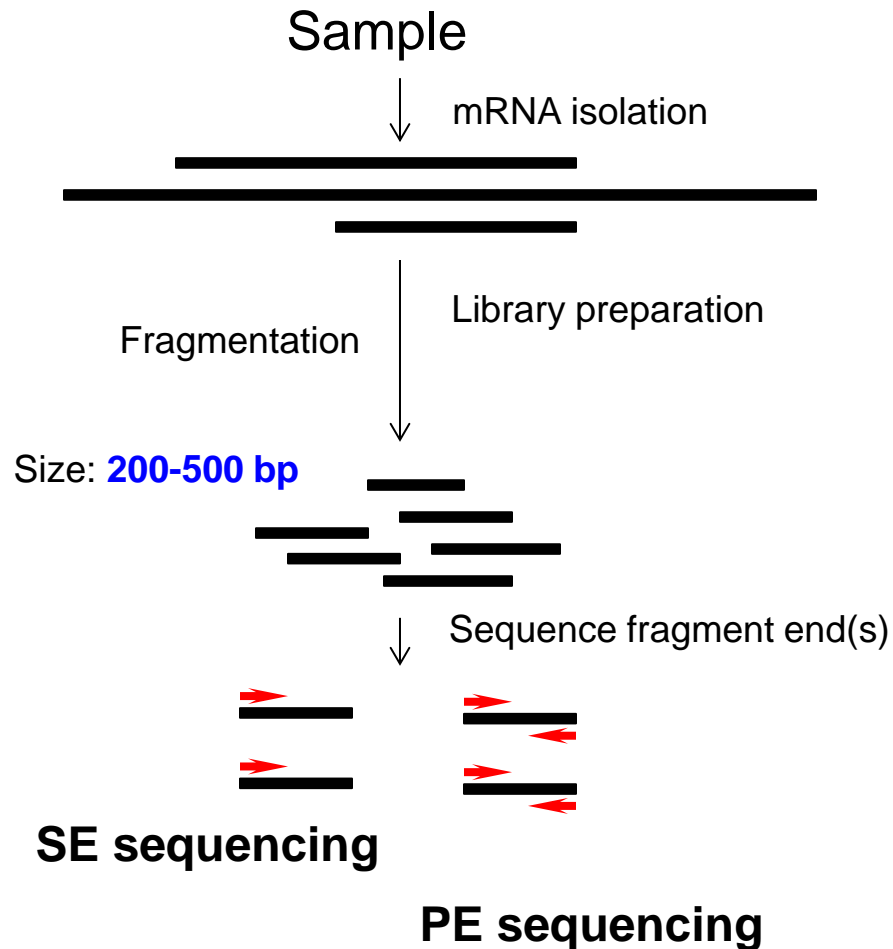 Sample
mRNA isolation
Library preparation
Fragmentation
Size: 200-500 bp
Sequence fragment end(s)
SE sequencing
PE sequencing